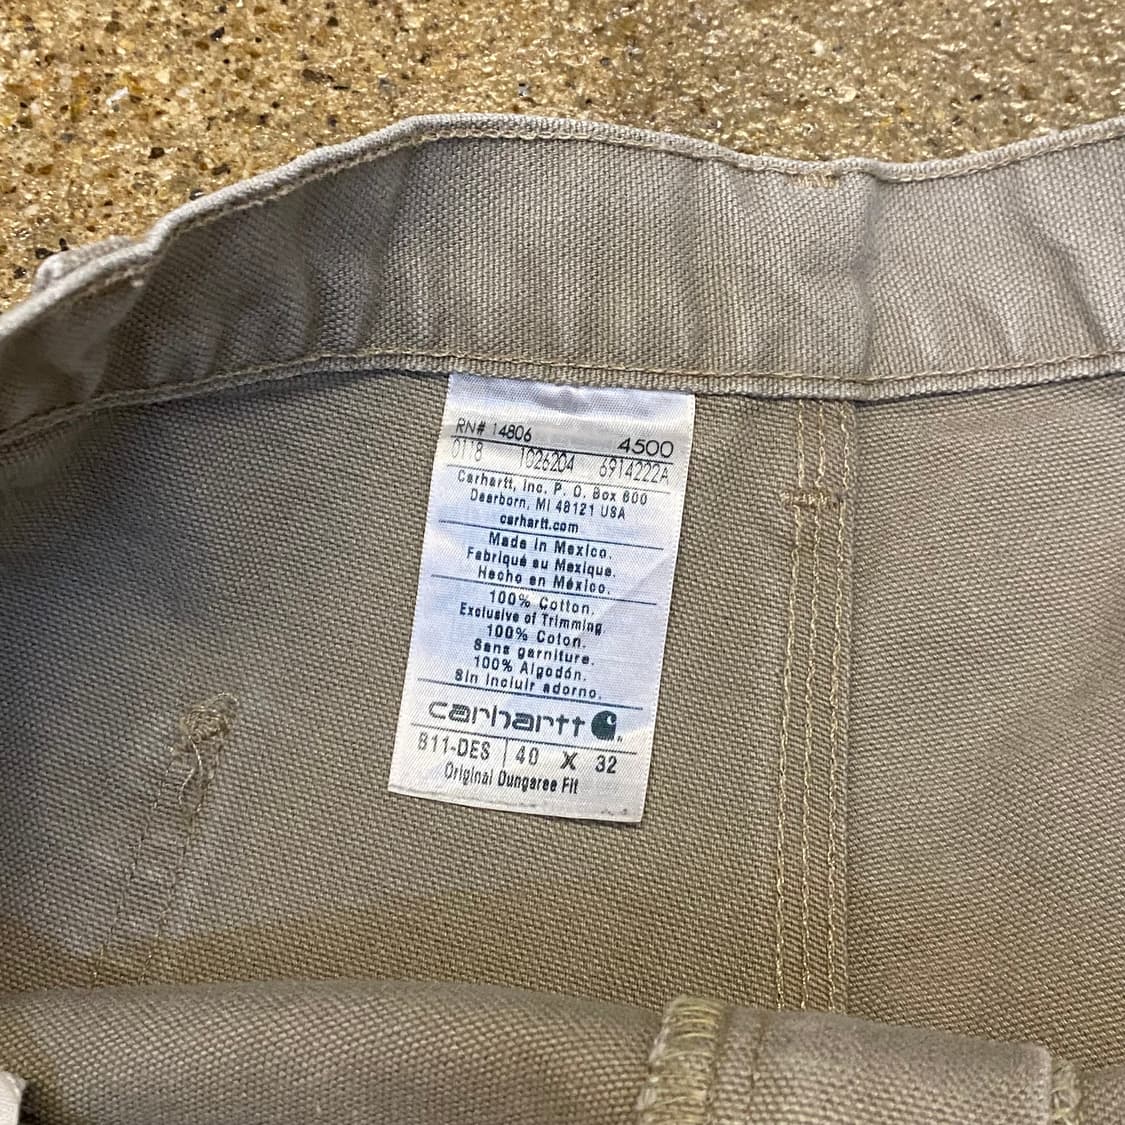 RN# 14806 4500
0118 1026204 6914222A
Carhartt, Inc. P. O. Box 600
Dearborn, MI 48121 USA
carhartt.com
Made in Mexico.
Fabriqué au Mexique.
Hecho en México.
100% Cotton.
Exclusive of Trimming.
100% Coton.
Sans garniture.
100% Algodón.
Sin incluir adorno.
carhartt
B11-DES 40 X 32
Original Dungaree Fit